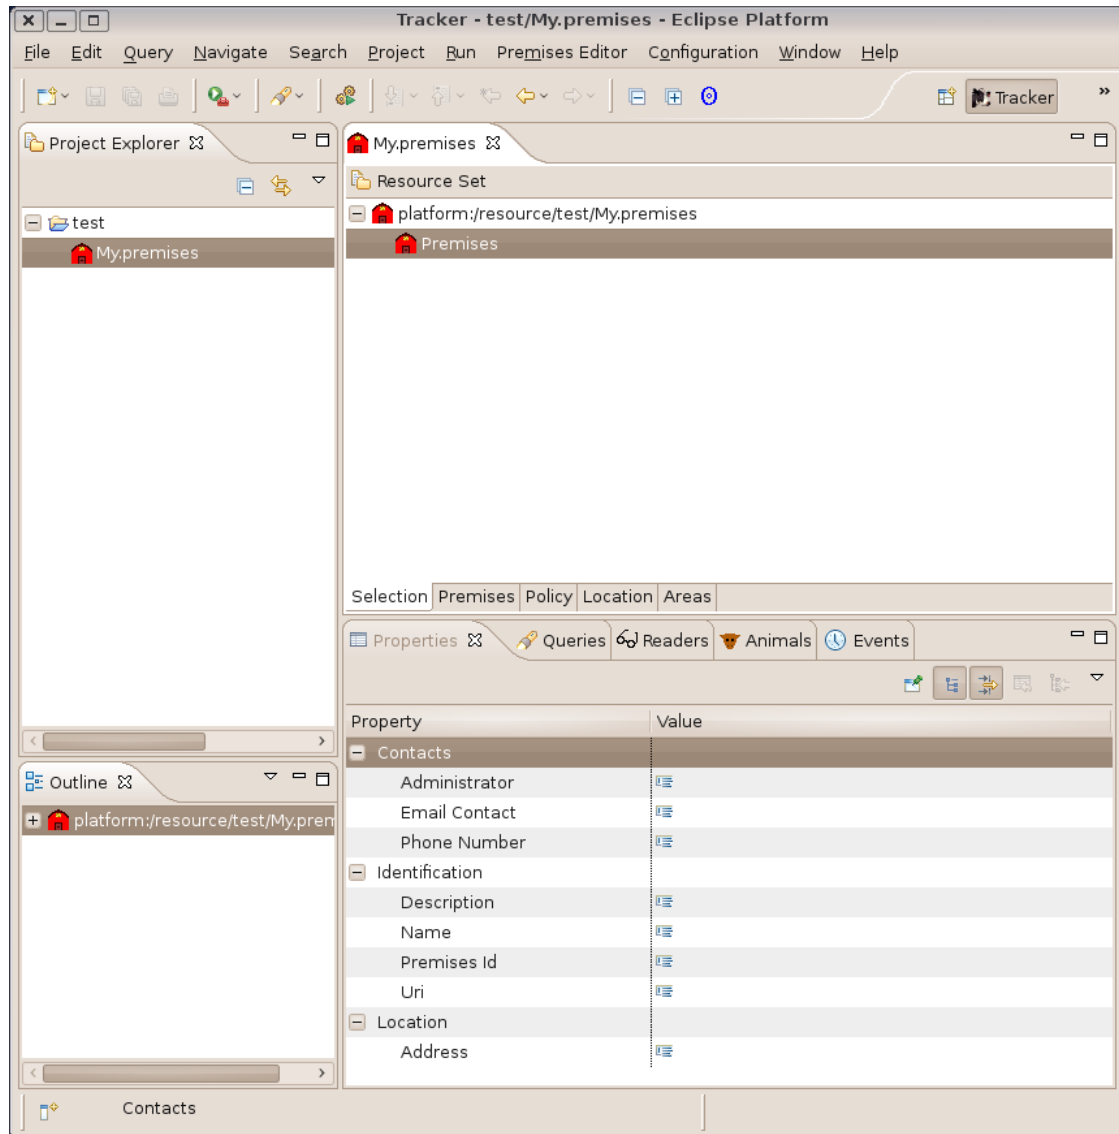 Tracker - test/My.premises - Eclipse Platform
File Edit Query Navigate Search Project Run Premises Editor Configuration Window Help
Tracker »
Project Explorer
test
My.premises
My.premises
Resource Set
platform:/resource/test/My.premises
Premises
Selection Premises Policy Location Areas
Properties Queries Readers Animals Events
Property Value
Contacts
Administrator
Email Contact
Phone Number
Identification
Description
Name
Premises Id
Uri
Location
Address
Outline
platform:/resource/test/My.prem
Contacts